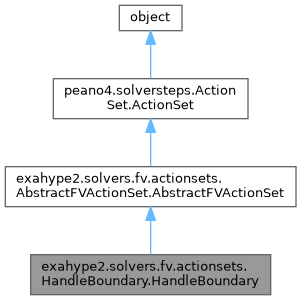 object
peano4.solversteps.Action
Set.ActionSet
exahype2.solvers.fv.actionsets.
AbstractFVActionSet.AbstractFVActionSet
exahype2.solvers.fv.actionsets.
HandleBoundary.HandleBoundary